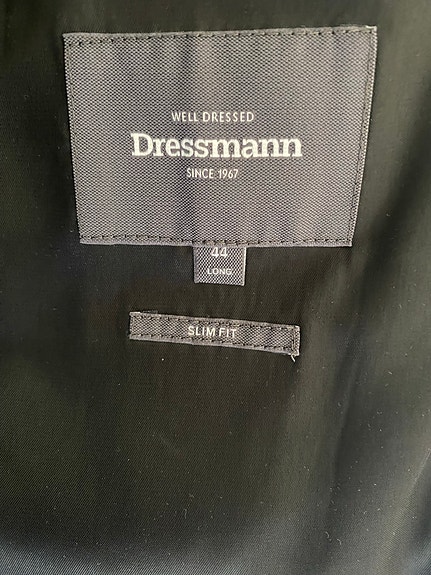 WELL DRESSED
Dressmann
SINCE 1967
44
LONG
SLIM FIT